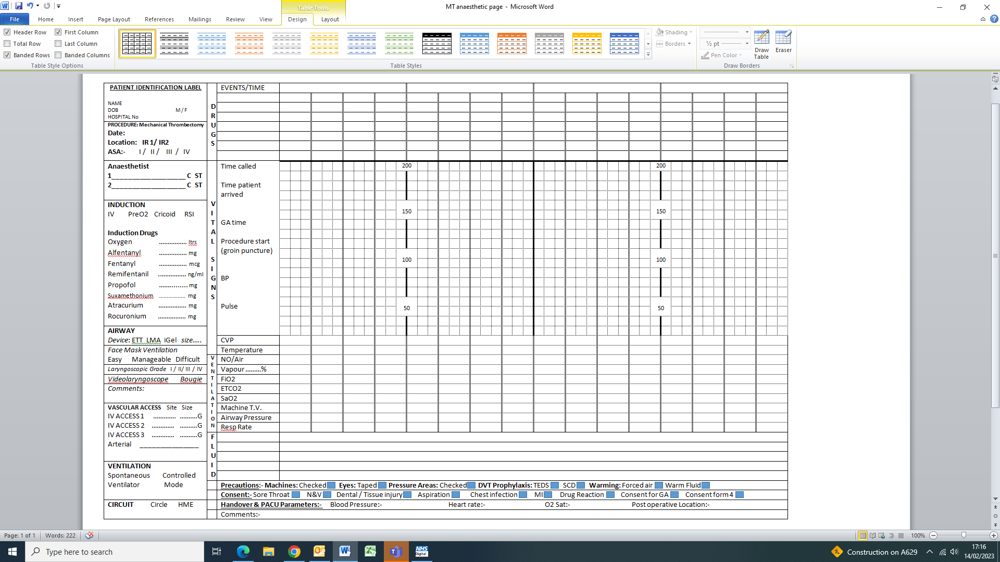 MT anaesthetic page - Microsoft Word
Table Tools
File Home Insert Page Layout References Mailings Review View Design Layout
Header Row First Column
Total Row Last Column
Banded Rows Banded Columns
Table Style Options
Table Styles
Shading
Borders
½ pt
Pen Color
Draw Table
Eraser
Draw Borders
PATIENT IDENTIFICATION LABEL
NAME
DOB M / F
HOSPITAL No
PROCEDURE: Mechanical Thrombectomy
Date:
Location: IR 1/ IR2
ASA:- I / II / III / IV
Anaesthetist
1____________________ C ST
2____________________ C ST
INDUCTION
IV PreO2 Cricoid RSI
Induction Drugs
Oxygen ................ ltrs
Alfentanyl ................ mg
Fentanyl ................ mcg
Remifentanil ................ ng/ml
Propofol ................ mg
Suxamethonium ................ mg
Atracurium ................ mg
Rocuronium ................ mg
AIRWAY
Device: ETT LMA iGel size.....
Face Mask Ventilation
Easy Manageable Difficult
Laryngoscopic Grade I / II/ III / IV
Videolaryngoscope Bougie
Comments:
VASCULAR ACCESS Site Size
IV ACCESS 1 ............. ..........G
IV ACCESS 2 ............. ..........G
IV ACCESS 3 ............. ..........G
Arterial ________________
VENTILATION
Spontaneous Controlled
Ventilator Mode
CIRCUIT Circle HME
DRUGS
VITAL SIGNS
VENTILATION
FLUID
EVENTS/TIME
Time called
Time patient
arrived
GA time
Procedure start
(groin puncture)
BP
Pulse
200 200
150 150
100 100
50 50
CVP
Temperature
NO/Air
Vapour .........%
FiO2
ETCO2
SaO2
Machine T.V.
Airway Pressure
Resp Rate
Precautions:- Machines: Checked Eyes: Taped Pressure Areas: Checked DVT Prophylaxis: TEDS SCD Warming: Forced air Warm Fluid
Consent:- Sore Throat N&V Dental / Tissue injury Aspiration Chest infection MI Drug Reaction Consent for GA Consent form 4
Handover & PACU Parameters:- Blood Pressure:- Heart rate:- O2 Sat:- Post operative Location:-
Comments:-
Page: 1 of 1 Words: 222 100%
Type here to search
NHS
Digital
Construction on A629
17:16
14/02/2023